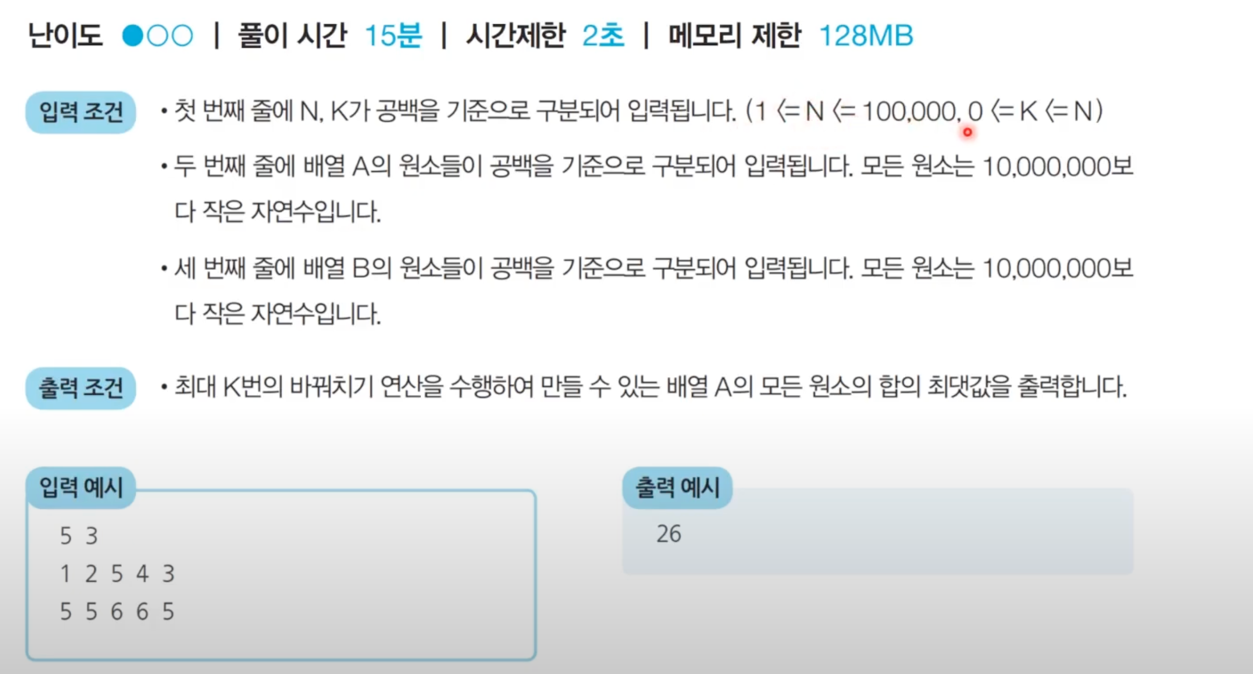 난이도 ●○○ | 풀이 시간 15분 | 시간제한 2초 | 메모리 제한 128MB
입력 조건 • 첫 번째 줄에 N, K가 공백을 기준으로 구분되어 입력됩니다. (1 <= N <= 100,000, 0 <= K <= N)
• 두 번째 줄에 배열 A의 원소들이 공백을 기준으로 구분되어 입력됩니다. 모든 원소는 10,000,000보
다 작은 자연수입니다.
• 세 번째 줄에 배열 B의 원소들이 공백을 기준으로 구분되어 입력됩니다. 모든 원소는 10,000,000보
다 작은 자연수입니다.
출력 조건 • 최대 K번의 바꿔치기 연산을 수행하여 만들 수 있는 배열 A의 모든 원소의 합의 최댓값을 출력합니다.
입력 예시
5 3
1 2 5 4 3
5 5 6 6 5
출력 예시
26